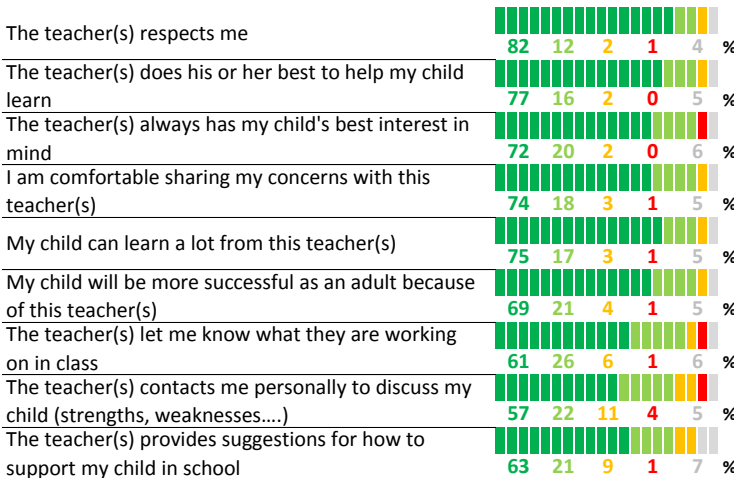 The teacher(s) respects me
82 12 2 1 4 %
The teacher(s) does his or her best to help my child
learn
77 16 2 0 5 %
The teacher(s) always has my child's best interest in
mind
72 20 2 0 6 %
I am comfortable sharing my concerns with this
teacher(s)
74 18 3 1 5 %
My child can learn a lot from this teacher(s)
75 17 3 1 5 %
My child will be more successful as an adult because
of this teacher(s)
69 21 4 1 5 %
The teacher(s) let me know what they are working
on in class
61 26 6 1 6 %
The teacher(s) contacts me personally to discuss my
child (strengths, weaknesses....)
57 22 11 4 5 %
The teacher(s) provides suggestions for how to
support my child in school
63 21 9 1 7 %